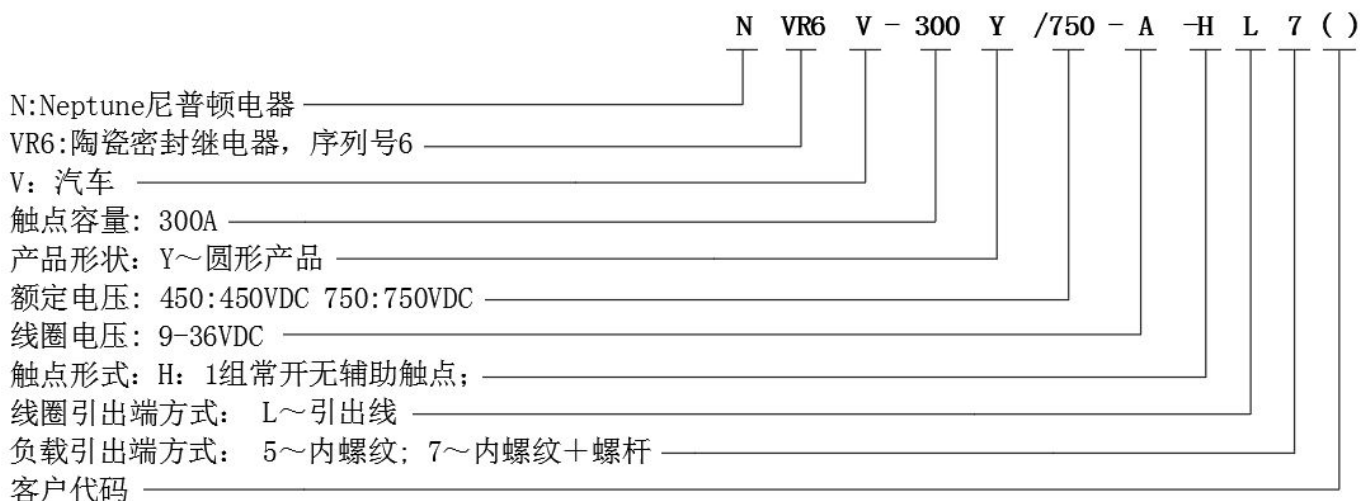 N VR6 V - 300 Y /750 - A -H L 7 ( )
N:Neptune尼普顿电器
VR6:陶瓷密封继电器，序列号6
V：汽车
触点容量: 300A
产品形状：Y～圆形产品
额定电压: 450:450VDC 750:750VDC
线圈电压: 9-36VDC
触点形式：H：1组常开无辅助触点；
线圈引出端方式： L～引出线
负载引出端方式： 5～内螺纹; 7～内螺纹＋螺杆
客户代码